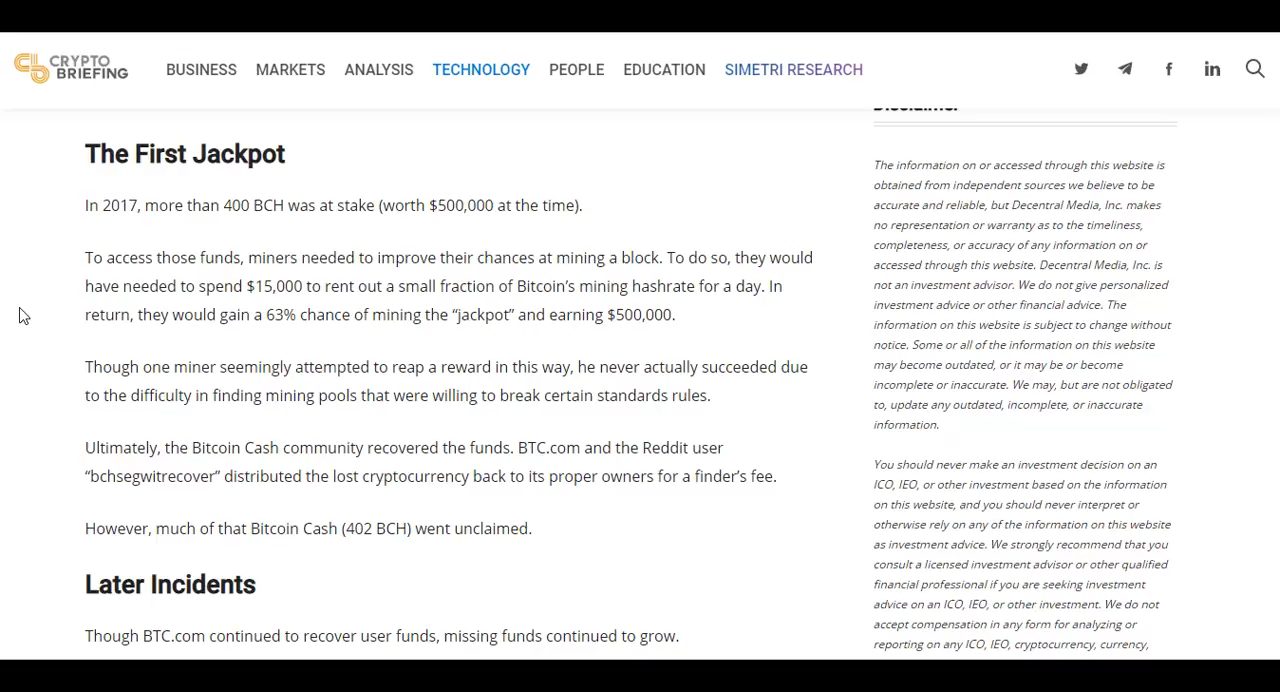 CRYPTO
BRIEFING
BUSINESS MARKETS ANALYSIS TECHNOLOGY PEOPLE EDUCATION SIMETRI RESEARCH
The First Jackpot
In 2017, more than 400 BCH was at stake (worth $500,000 at the time).
To access those funds, miners needed to improve their chances at mining a block. To do so, they would
have needed to spend $15,000 to rent out a small fraction of Bitcoin’s mining hashrate for a day. In
return, they would gain a 63% chance of mining the “jackpot” and earning $500,000.
Though one miner seemingly attempted to reap a reward in this way, he never actually succeeded due
to the difficulty in finding mining pools that were willing to break certain standards rules.
Ultimately, the Bitcoin Cash community recovered the funds. BTC.com and the Reddit user
“bchsegwitrecover” distributed the lost cryptocurrency back to its proper owners for a finder’s fee.
However, much of that Bitcoin Cash (402 BCH) went unclaimed.
Later Incidents
Though BTC.com continued to recover user funds, missing funds continued to grow.
Disclaimer
The information on or accessed through this website is
obtained from independent sources we believe to be
accurate and reliable, but Decentral Media, Inc. makes
no representation or warranty as to the timeliness,
completeness, or accuracy of any information on or
accessed through this website. Decentral Media, Inc. is
not an investment advisor. We do not give personalized
investment advice or other financial advice. The
information on this website is subject to change without
notice. Some or all of the information on this website
may become outdated, or it may be or become
incomplete or inaccurate. We may, but are not obligated
to, update any outdated, incomplete, or inaccurate
information.
You should never make an investment decision on an
ICO, IEO, or other investment based on the information
on this website, and you should never interpret or
otherwise rely on any of the information on this website
as investment advice. We strongly recommend that you
consult a licensed investment advisor or other qualified
financial professional if you are seeking investment
advice on an ICO, IEO, or other investment. We do not
accept compensation in any form for analyzing or
reporting on any ICO, IEO, cryptocurrency, currency,